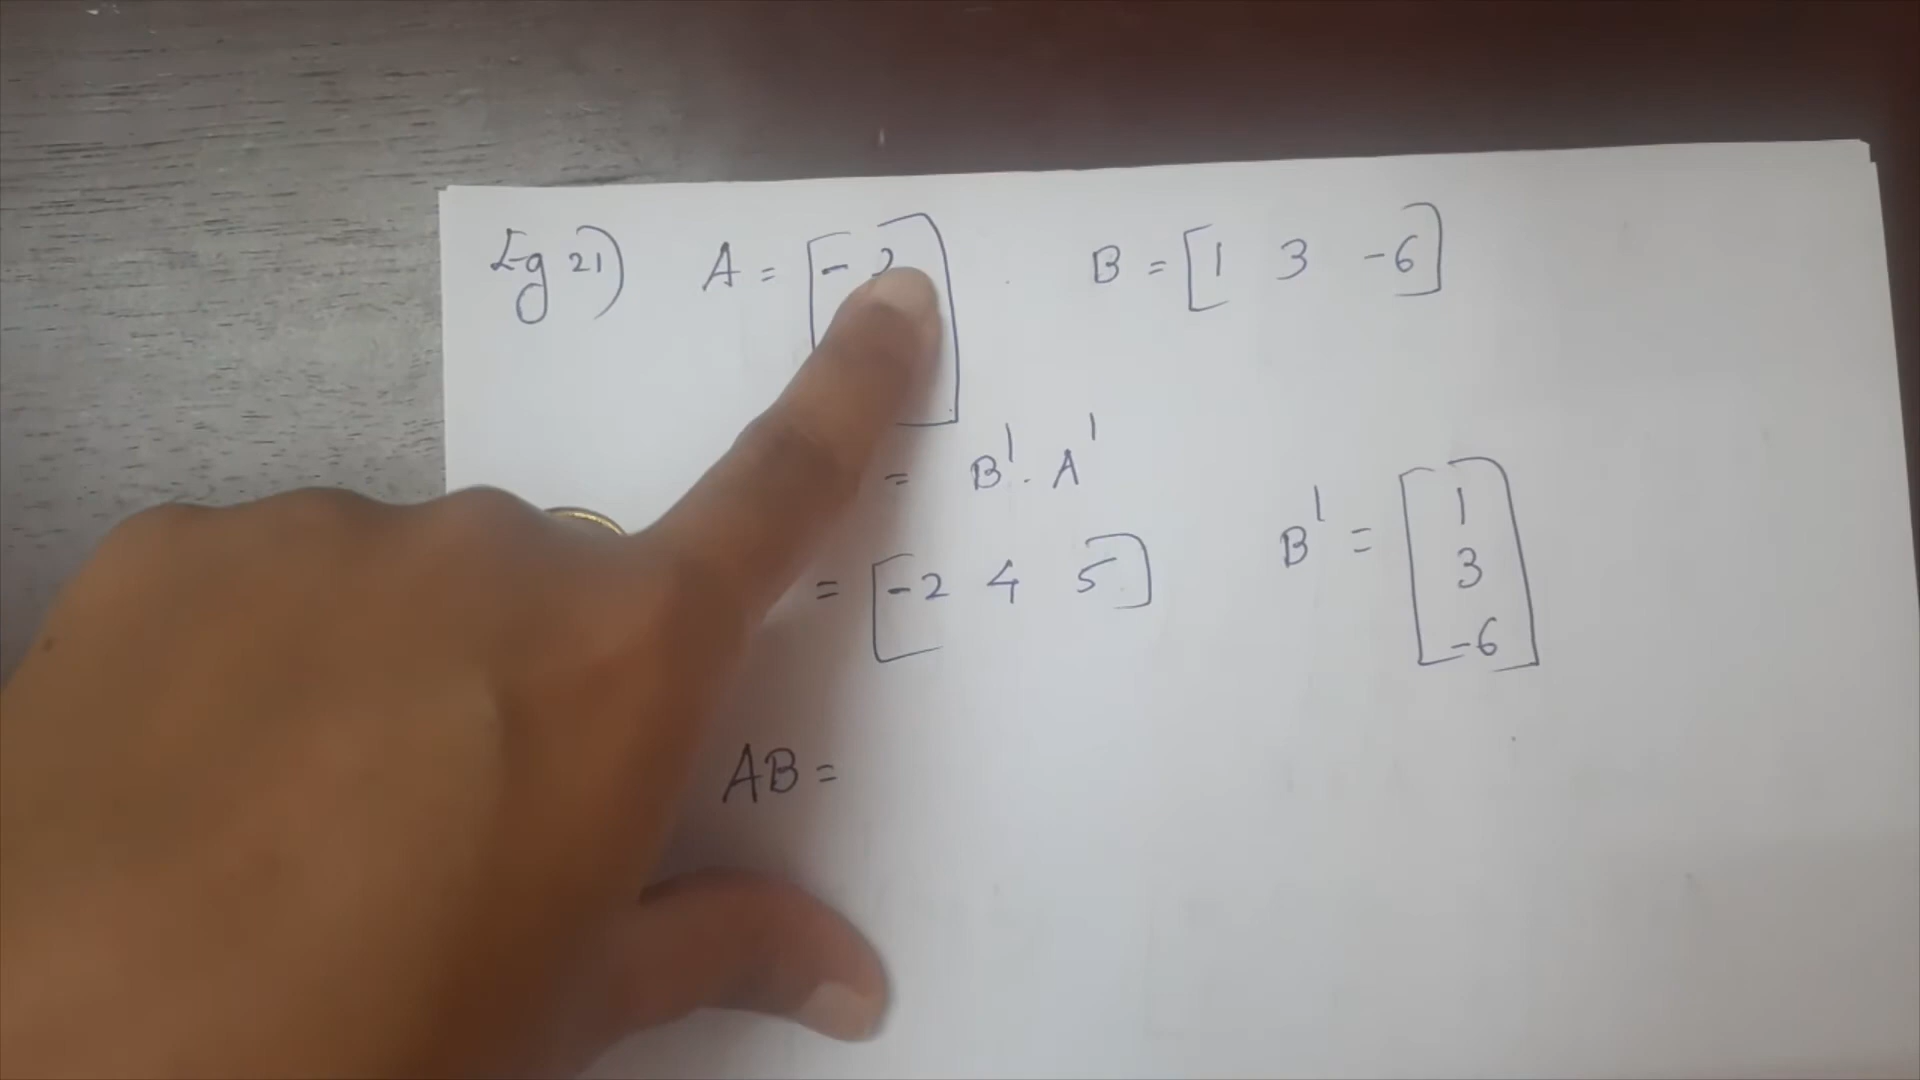 Eg 21) A = [-2 B = [1 3 -6]
= B'. A'
= [-2 4 5] B' = [1
3
-6]
AB =